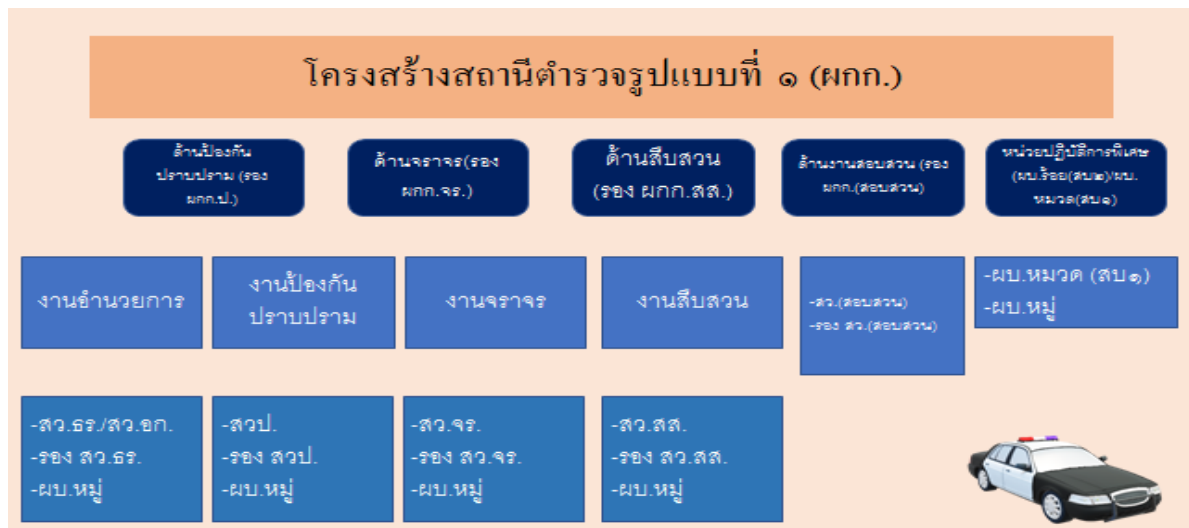 โครงสร้างสถานีตำรวจรูปแบบที่ ๑ (ผกก.)
ด้านป้องกัน
ปราบปราม (รอง
ผกก.ป.)
ด้านจราจร(รอง
ผกก.จร.)
ด้านสืบสวน
(รอง ผกก.สส.)
ด้านงานสอบสวน (รอง
ผกก.(สอบสวน)
หน่วยปฏิบัติการพิเศษ
(ผบ.ร้อย(สบ๒)/ผบ.
หมวด(สบ๑)
งานอำนวยการ
งานป้องกัน
ปราบปราม
งานจราจร
งานสืบสวน
-สว.(สอบสวน)
-รอง สว.(สอบสวน)
-ผบ.หมวด (สบ๑)
-ผบ.หมู่
-สว.ธร./สว.อก.
-รอง สว.ธร.
-ผบ.หมู่
-สวป.
-รอง สวป.
-ผบ.หมู่
-สว.จร.
-รอง สว.จร.
-ผบ.หมู่
-สว.สส.
-รอง สว.สส.
-ผบ.หมู่